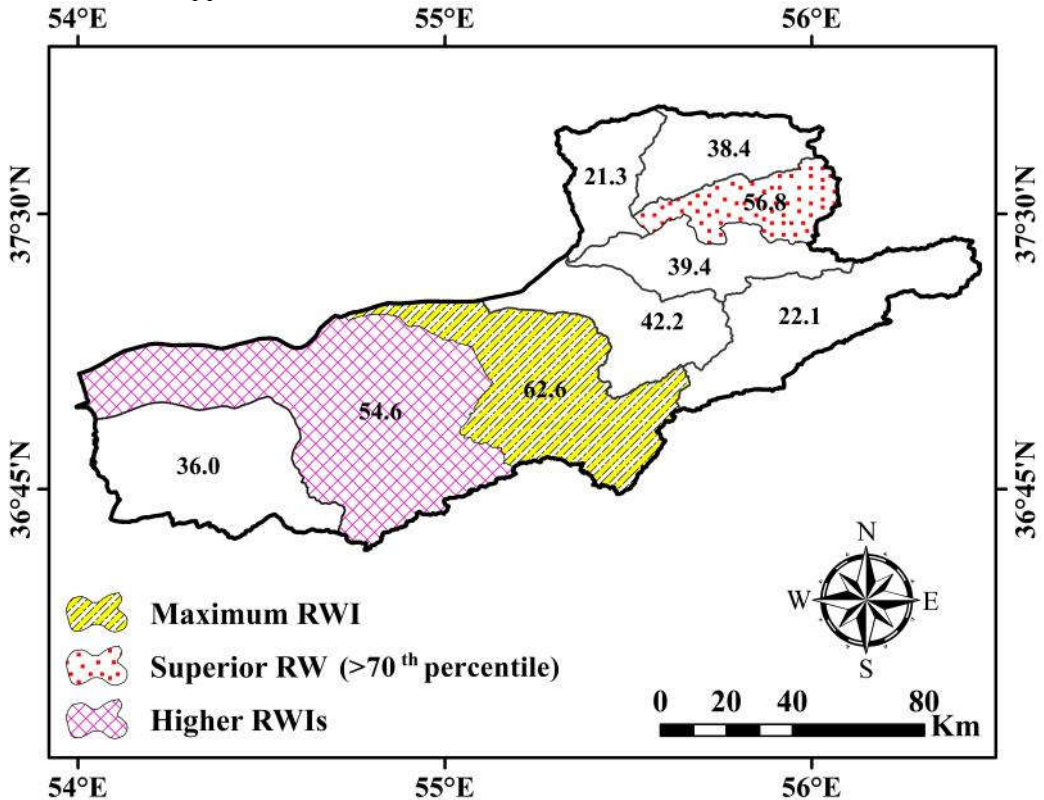 54°E 55°E 56°E
38.4
21.3
37°30'N 56.8 37°30'N
39.4
42.2 22.1
62.6
54.6
36.0
36°45'N 36°45'N
N
W E
S
Maximum RWI
Superior RW (>70 th percentile)
Higher RWIs
0 20 40 80
Km
54°E 55°E 56°E